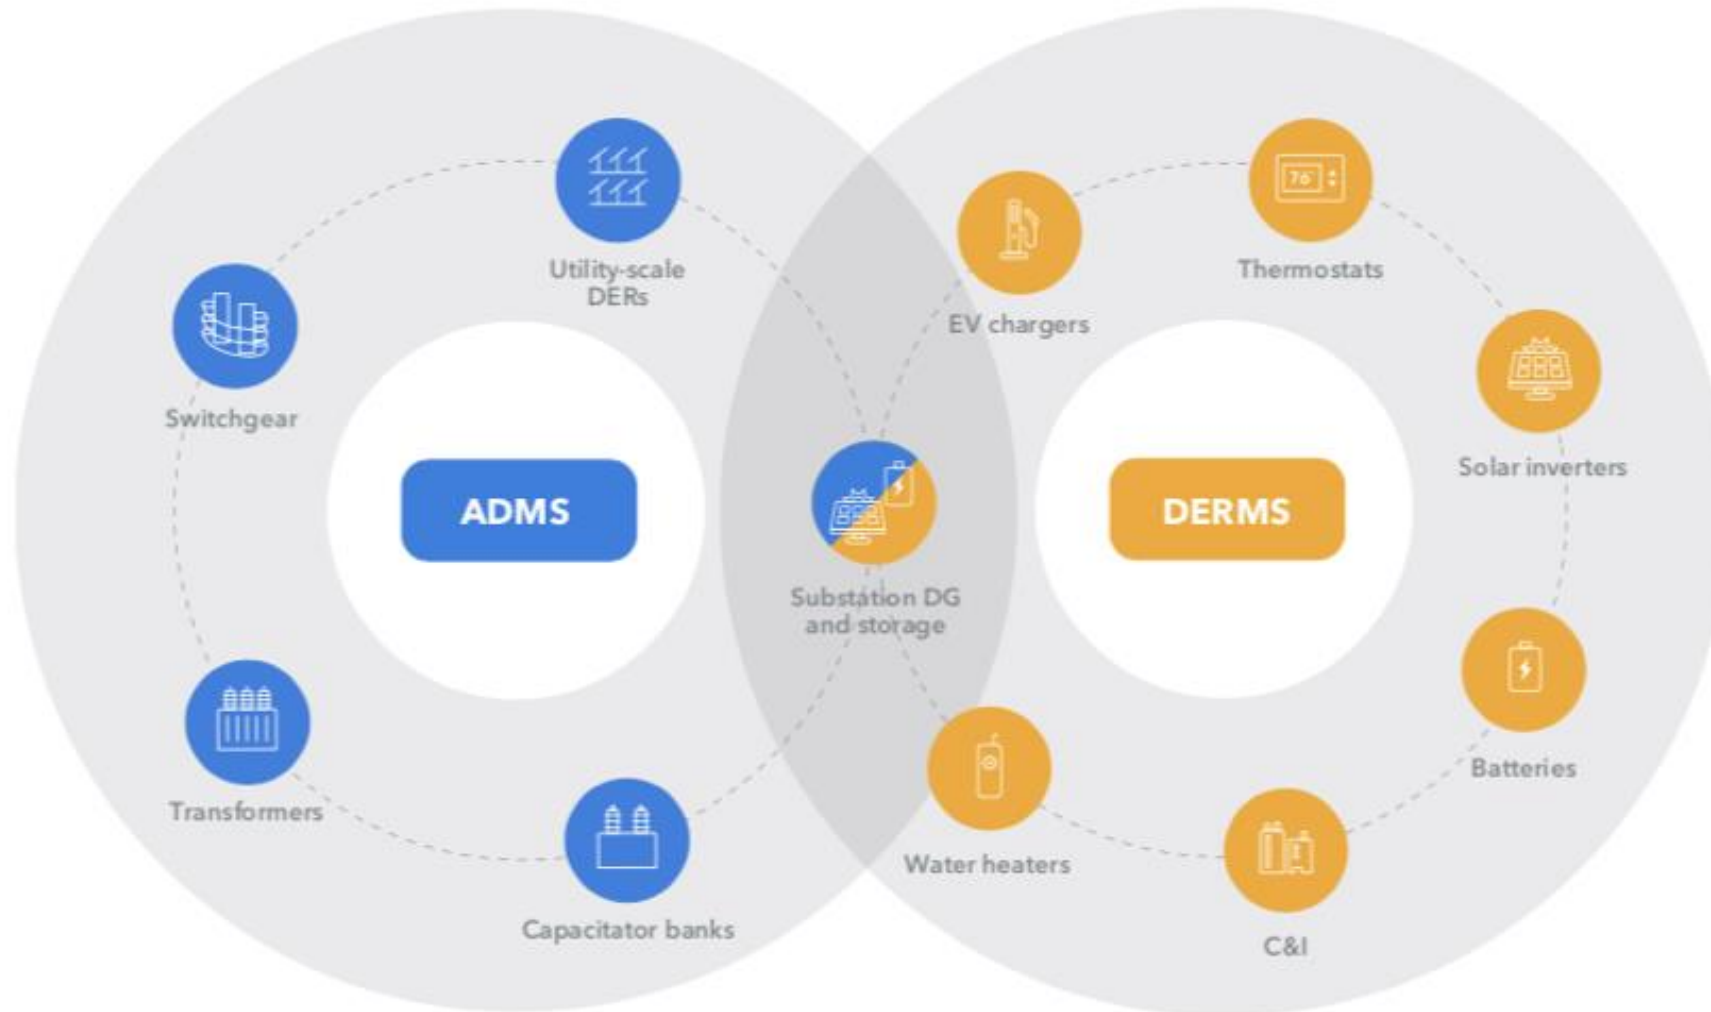 Utility-scale
DERs
Switchgear
ADMS
Transformers
Capacitator banks
Substation DG
and storage
EV chargers
76
Thermostats
Solar inverters
DERMS
Batteries
Water heaters
C&I